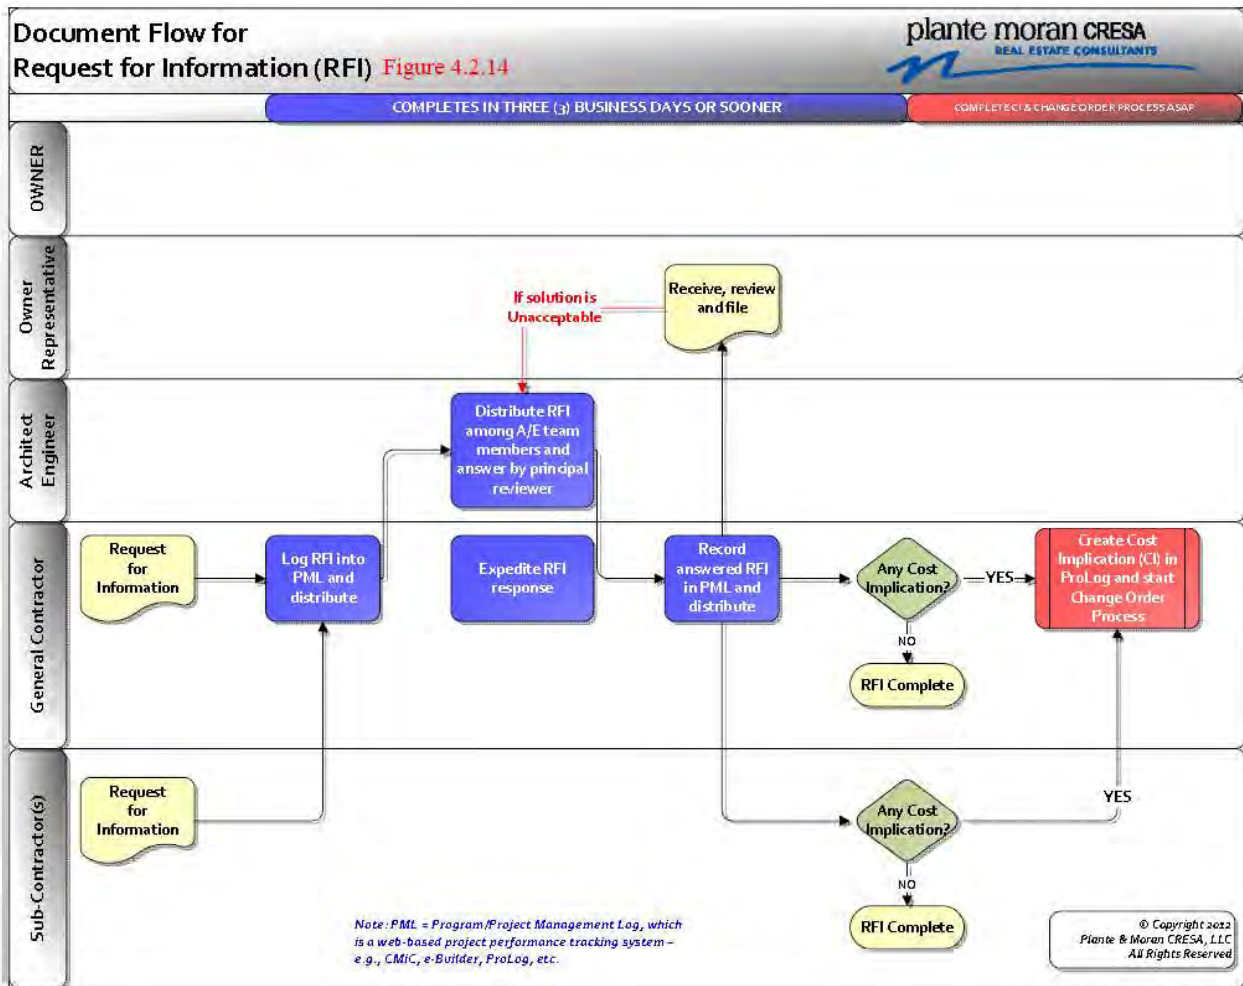 Document Flow for
Request for Information (RFI) Figure 4.2.14
plante moran CRESA
REAL ESTATE CONSULTANTS
COMPLETES IN THREE (3) BUSINESS DAYS OR SOONER
COMPLETE CI & CHANGE ORDER PROCESS ASAP
OWNER
Owner
Representative
If solution is
Unacceptable
Receive, review
and file
Architect
Engineer
Distribute RFI
among A/E team
members and
answer by principal
reviewer
General Contractor
Request
for
Information
Log RFI into
PML and
distribute
Expedite RFI
response
Record
answered RFI
in PML and
distribute
Any Cost
Implication?
YES
Create Cost
Implication (CI) in
ProLog and start
Change Order
Process
NO
RFI Complete
Sub-Contractor(s)
Request
for
Information
Any Cost
Implication?
YES
NO
RFI Complete
Note: PML = Program/Project Management Log, which
is a web-based project performance tracking system –
e.g., CMiC, e-Builder, ProLog, etc.
© Copyright 2012
Plante & Moran CRESA, LLC
All Rights Reserved